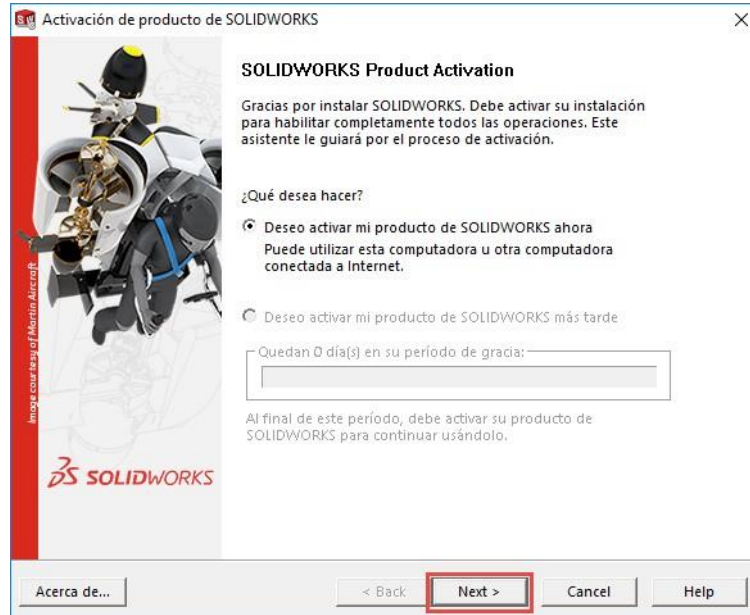 Activación de producto de SOLIDWORKS
SOLIDWORKS Product Activation
Gracias por instalar SOLIDWORKS. Debe activar su instalación
para habilitar completamente todos las operaciones. Este
asistente le guiará por el proceso de activación.
¿Qué desea hacer?
Deseo activar mi producto de SOLIDWORKS ahora
Puede utilizar esta computadora u otra computadora
conectada a Internet.
Deseo activar mi producto de SOLIDWORKS más tarde
Quedan 0 día(s) en su período de gracia:
Al final de este período, debe activar su producto de
SOLIDWORKS para continuar usándolo.
Image courtesy of Martin Aircraft
SOLIDWORKS
Acerca de...
< Back
Next >
Cancel
Help